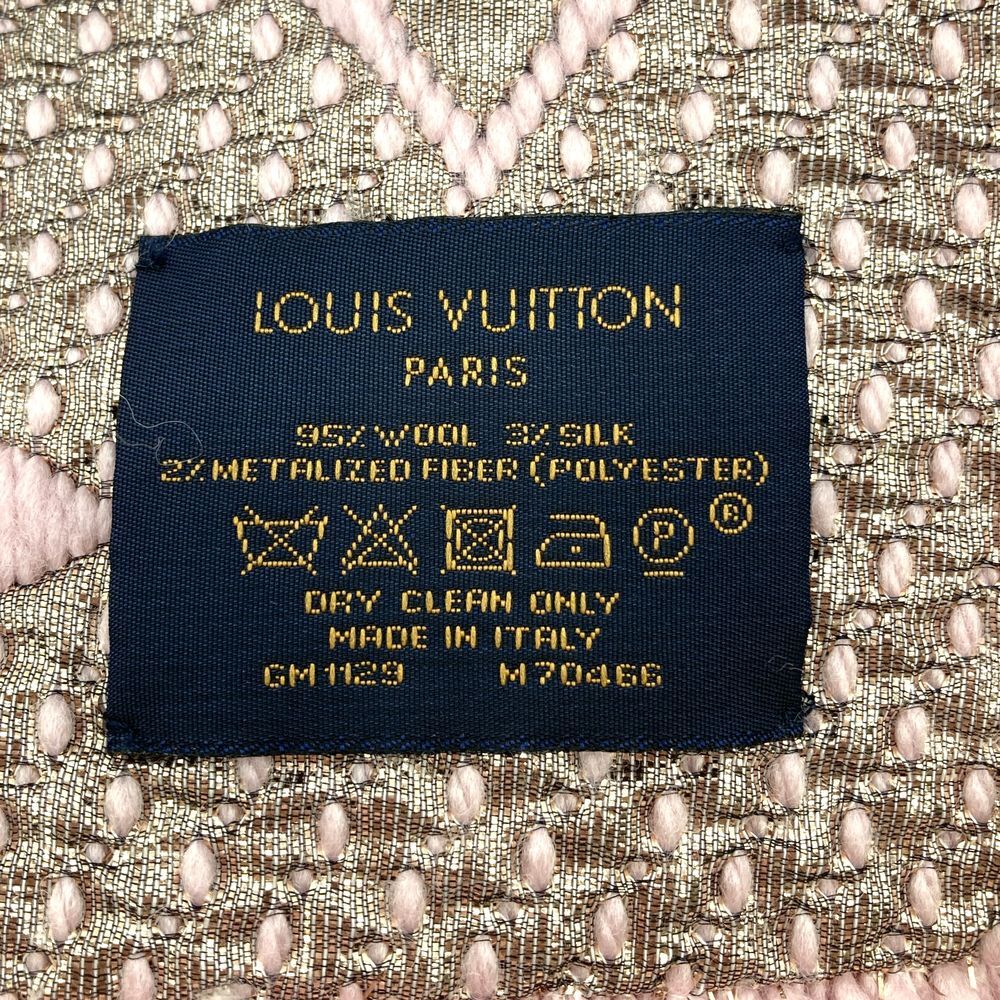 LOUIS VUITTON
PARIS
95% WOOL 3% SILK
2% METALIZED FIBER (POLYESTER)
P ®
DRY CLEAN ONLY
MADE IN ITALY
GM1129 M70466